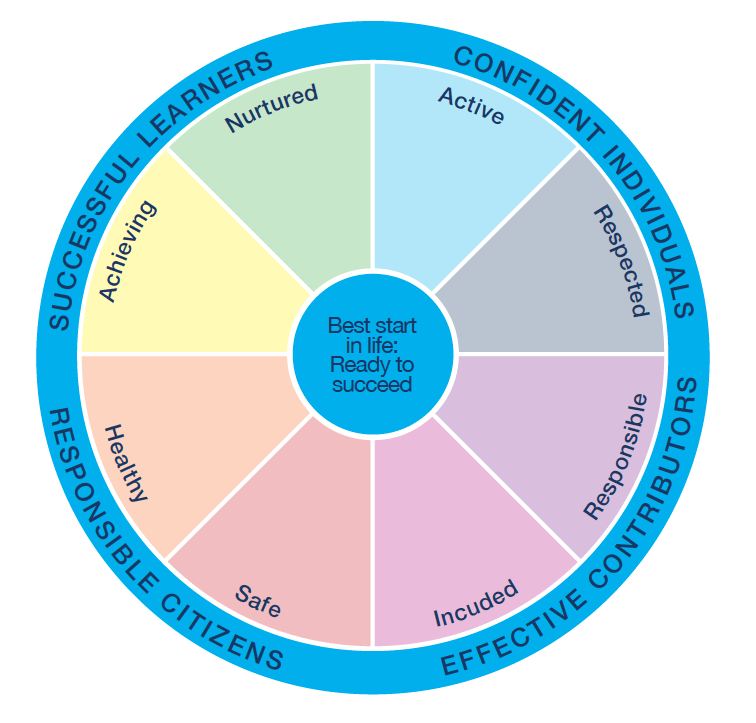 SUCCESSFUL LEARNERS
CONFIDENT INDIVIDUALS
Nurtured
Active
Achieving
Respected
Best start
in life:
Ready to
succeed
Healthy
Responsible
Safe
Incuded
RESPONSIBLE CITIZENS
EFFECTIVE CONTRIBUTORS